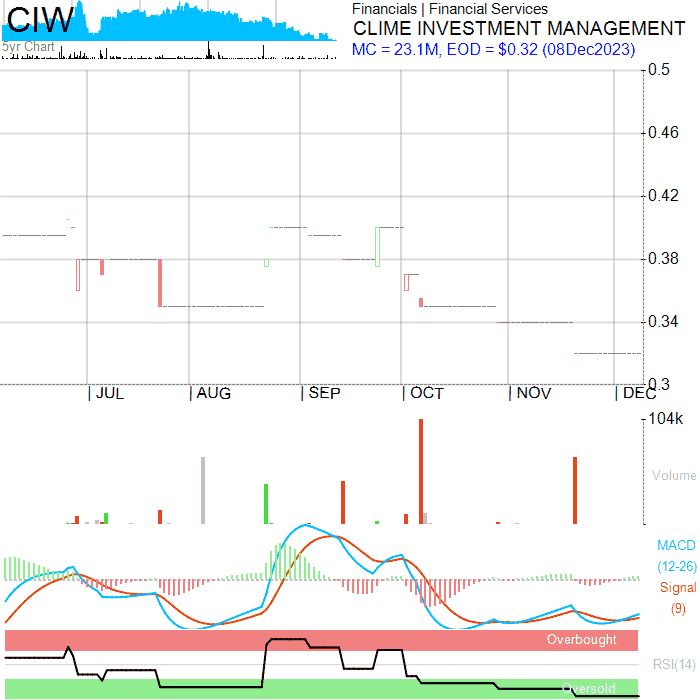 CIW
5yr Chart
Financials | Financial Services
CLIME INVESTMENT MANAGEMENT
MC = 23.1M, EOD = $0.32 (08Dec2023)
0.5
0.46
0.42
0.38
0.34
0.3
JUL
AUG
SEP
OCT
NOV
DEC
104k
Volume
MACD
(12-26)
Signal
(9)
Overbought
RSI(14)
Oversold